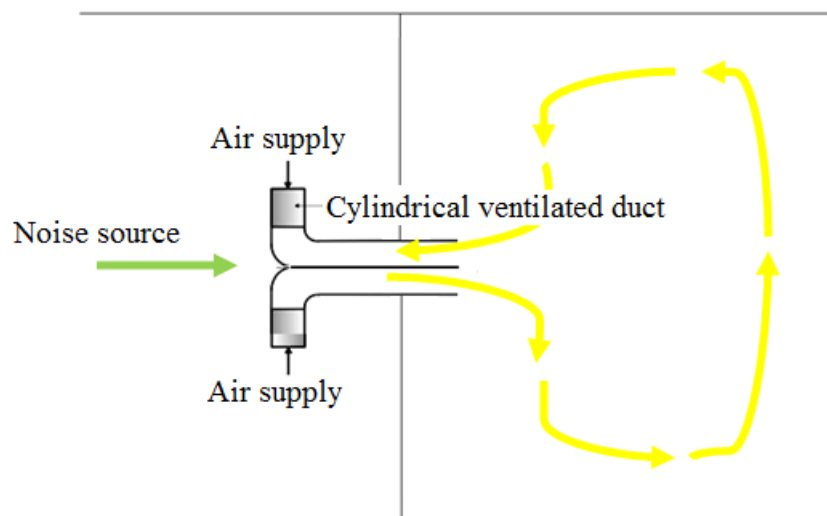 Air supply
Cylindrical ventilated duct
Noise source
Air supply